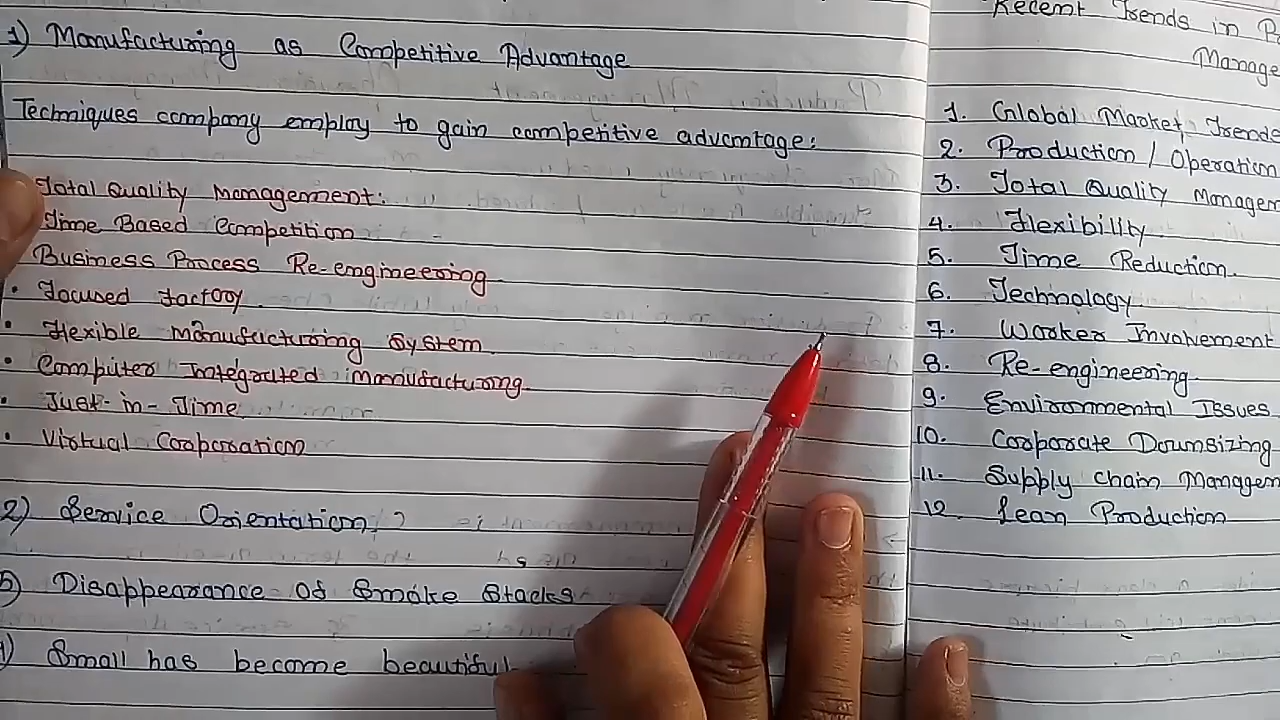 1) Manufacturing as Competitive Advantage
Techniques company employ to gain competitive advantage:
Total Quality Management:
Time Based Competition
Business Process Re-engineering
• Focused factory
• Flexible Manufacturing System
• Computer Integrated Manufacturing
• Just-in-Time
• Virtual Corporation
2) Service Orientation
Disappearance of Smoke Stacks
Small has become beautiful
Recent Trends in
Manage
1. Global Market Trends
2. Production / Operation
3. Total Quality Managem
4. Flexibility
5. Time Reduction
6. Technology
7. Worker Involvement
8. Re-engineering
9. Environmental Issues
10. Corporate Downsizing
11. Supply Chain Managem
12. Lean Production